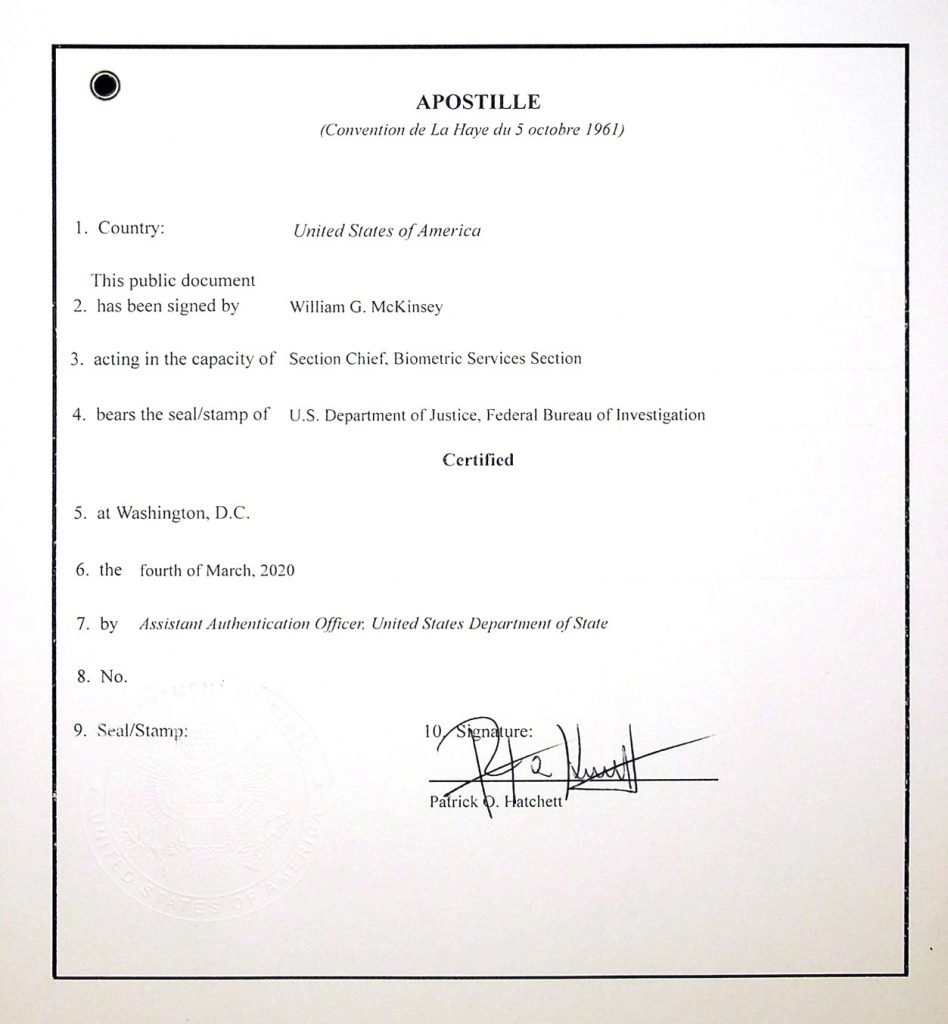 APOSTILLE
(Convention de La Haye du 5 octobre 1961)
1. Country: United States of America
This public document
2. has been signed by William G. McKinsey
3. acting in the capacity of Section Chief, Biometric Services Section
4. bears the seal/stamp of U.S. Department of Justice, Federal Bureau of Investigation
Certified
5. at Washington, D.C.
6. the fourth of March, 2020
7. by Assistant Authentication Officer, United States Department of State
8. No.
9. Seal/Stamp: 10. Signature:
Patrick O. Hatchett
UNITED STATES OF AMERICA